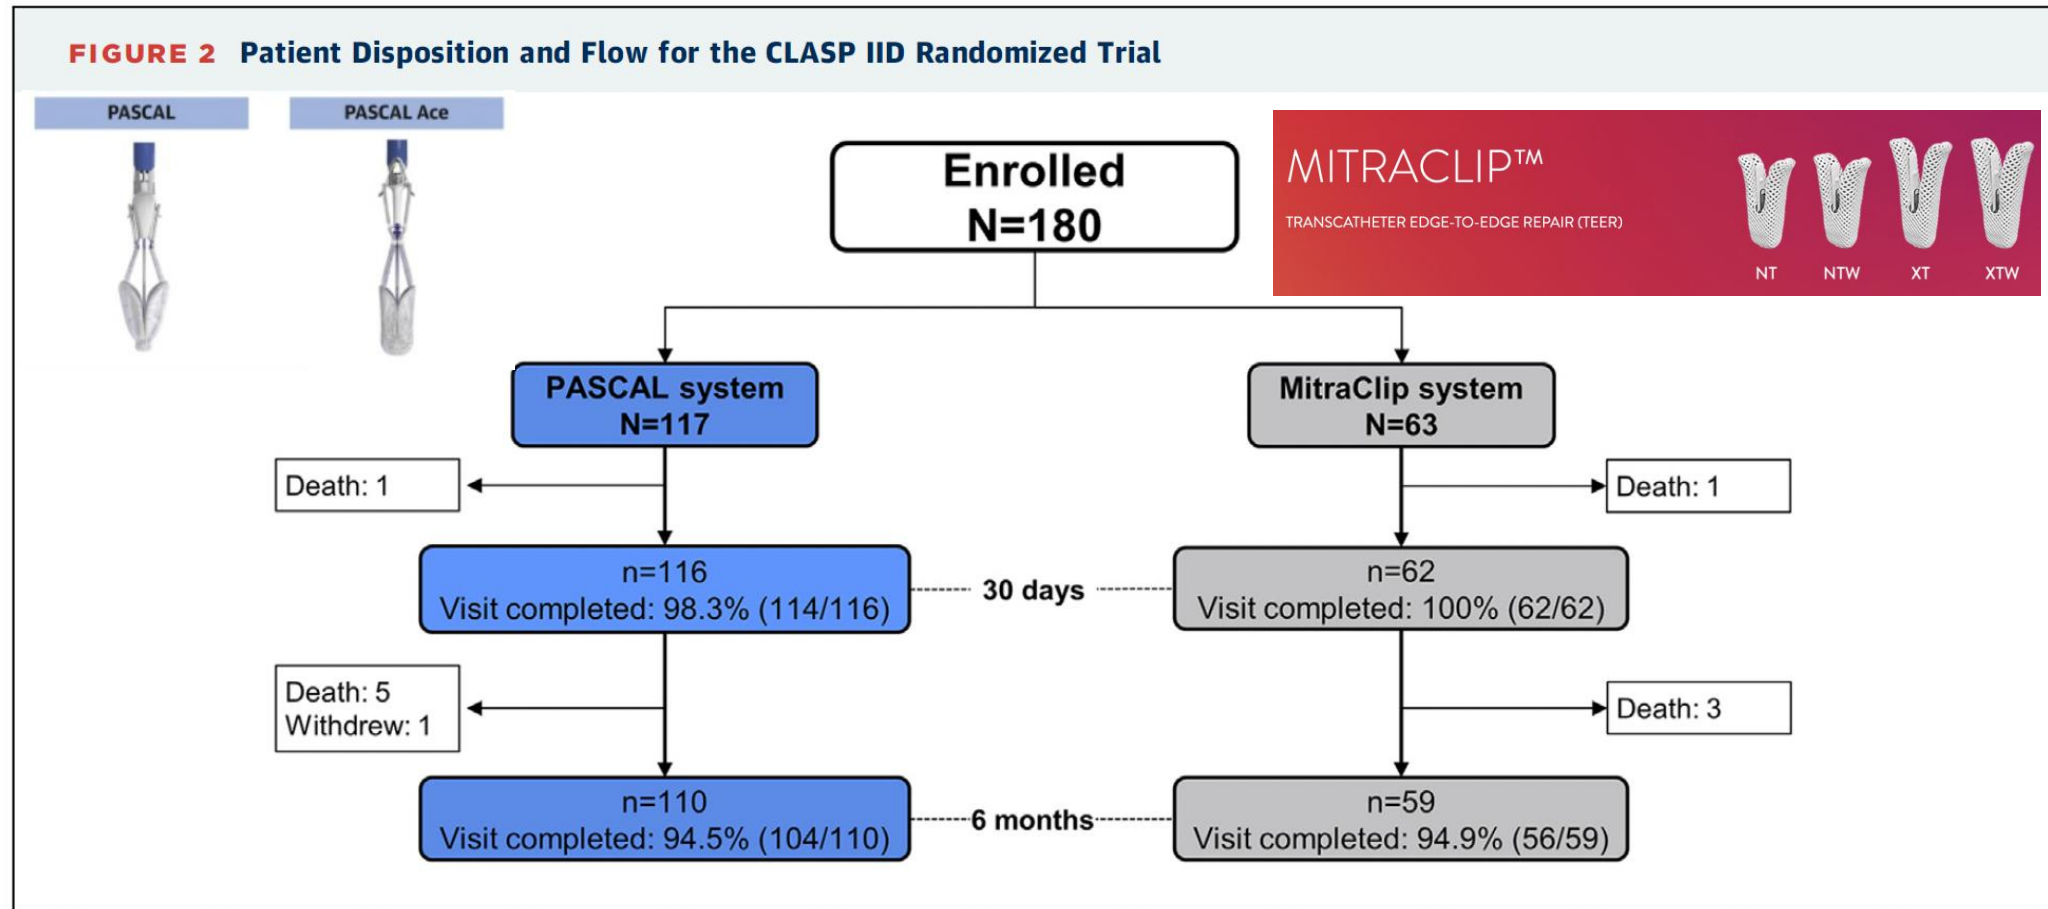 FIGURE 2 Patient Disposition and Flow for the CLASP IID Randomized Trial
PASCAL
PASCAL Ace
MITRACLIP™
TRANSCATHETER EDGE-TO-EDGE REPAIR (TEER)
NT
NTW
XT
XTW
Enrolled
N=180
PASCAL system
N=117
MitraClip system
N=63
Death: 1
Death: 1
n=116
Visit completed: 98.3% (114/116)
30 days
n=62
Visit completed: 100% (62/62)
Death: 5
Withdrew: 1
Death: 3
n=110
Visit completed: 94.5% (104/110)
6 months
n=59
Visit completed: 94.9% (56/59)